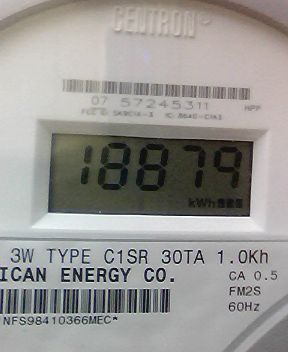 CENTRON
07 57245311
HPP
18879
kWh
3W TYPE C1SR 30TA 1.0Kh
ICAN ENERGY CO.
CA 0.5
FM2S
60Hz
NFS98410366MEC*